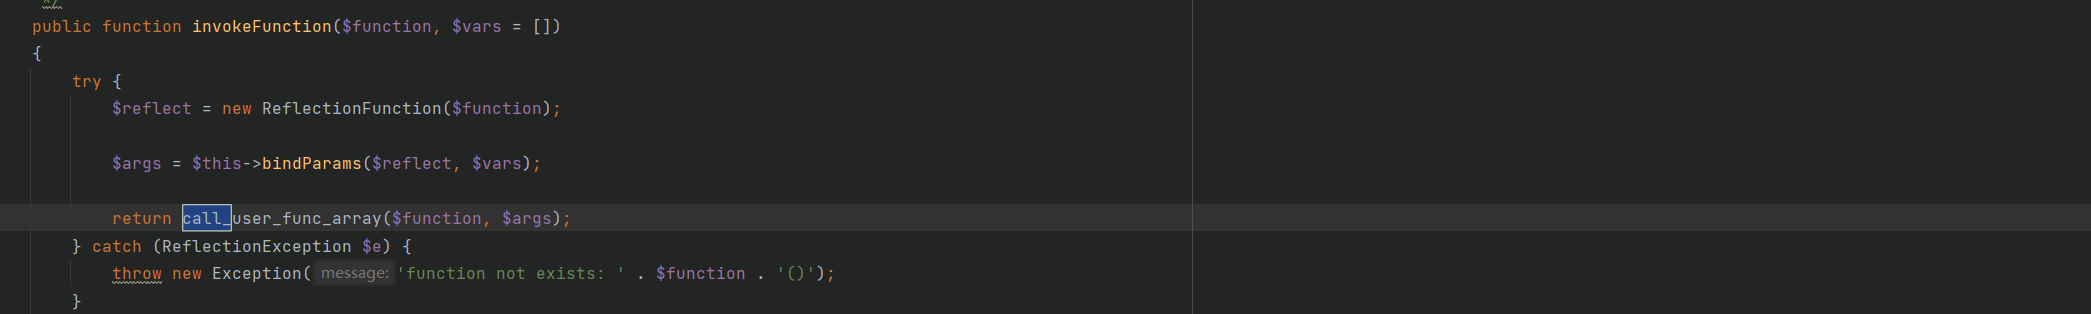 */
public function invokeFunction($function, $vars = [])
{
try {
$reflect = new ReflectionFunction($function);
$args = $this->bindParams($reflect, $vars);
return call_user_func_array($function, $args);
} catch (ReflectionException $e) {
throw new Exception( message: 'function not exists: ' . $function . '()');
}